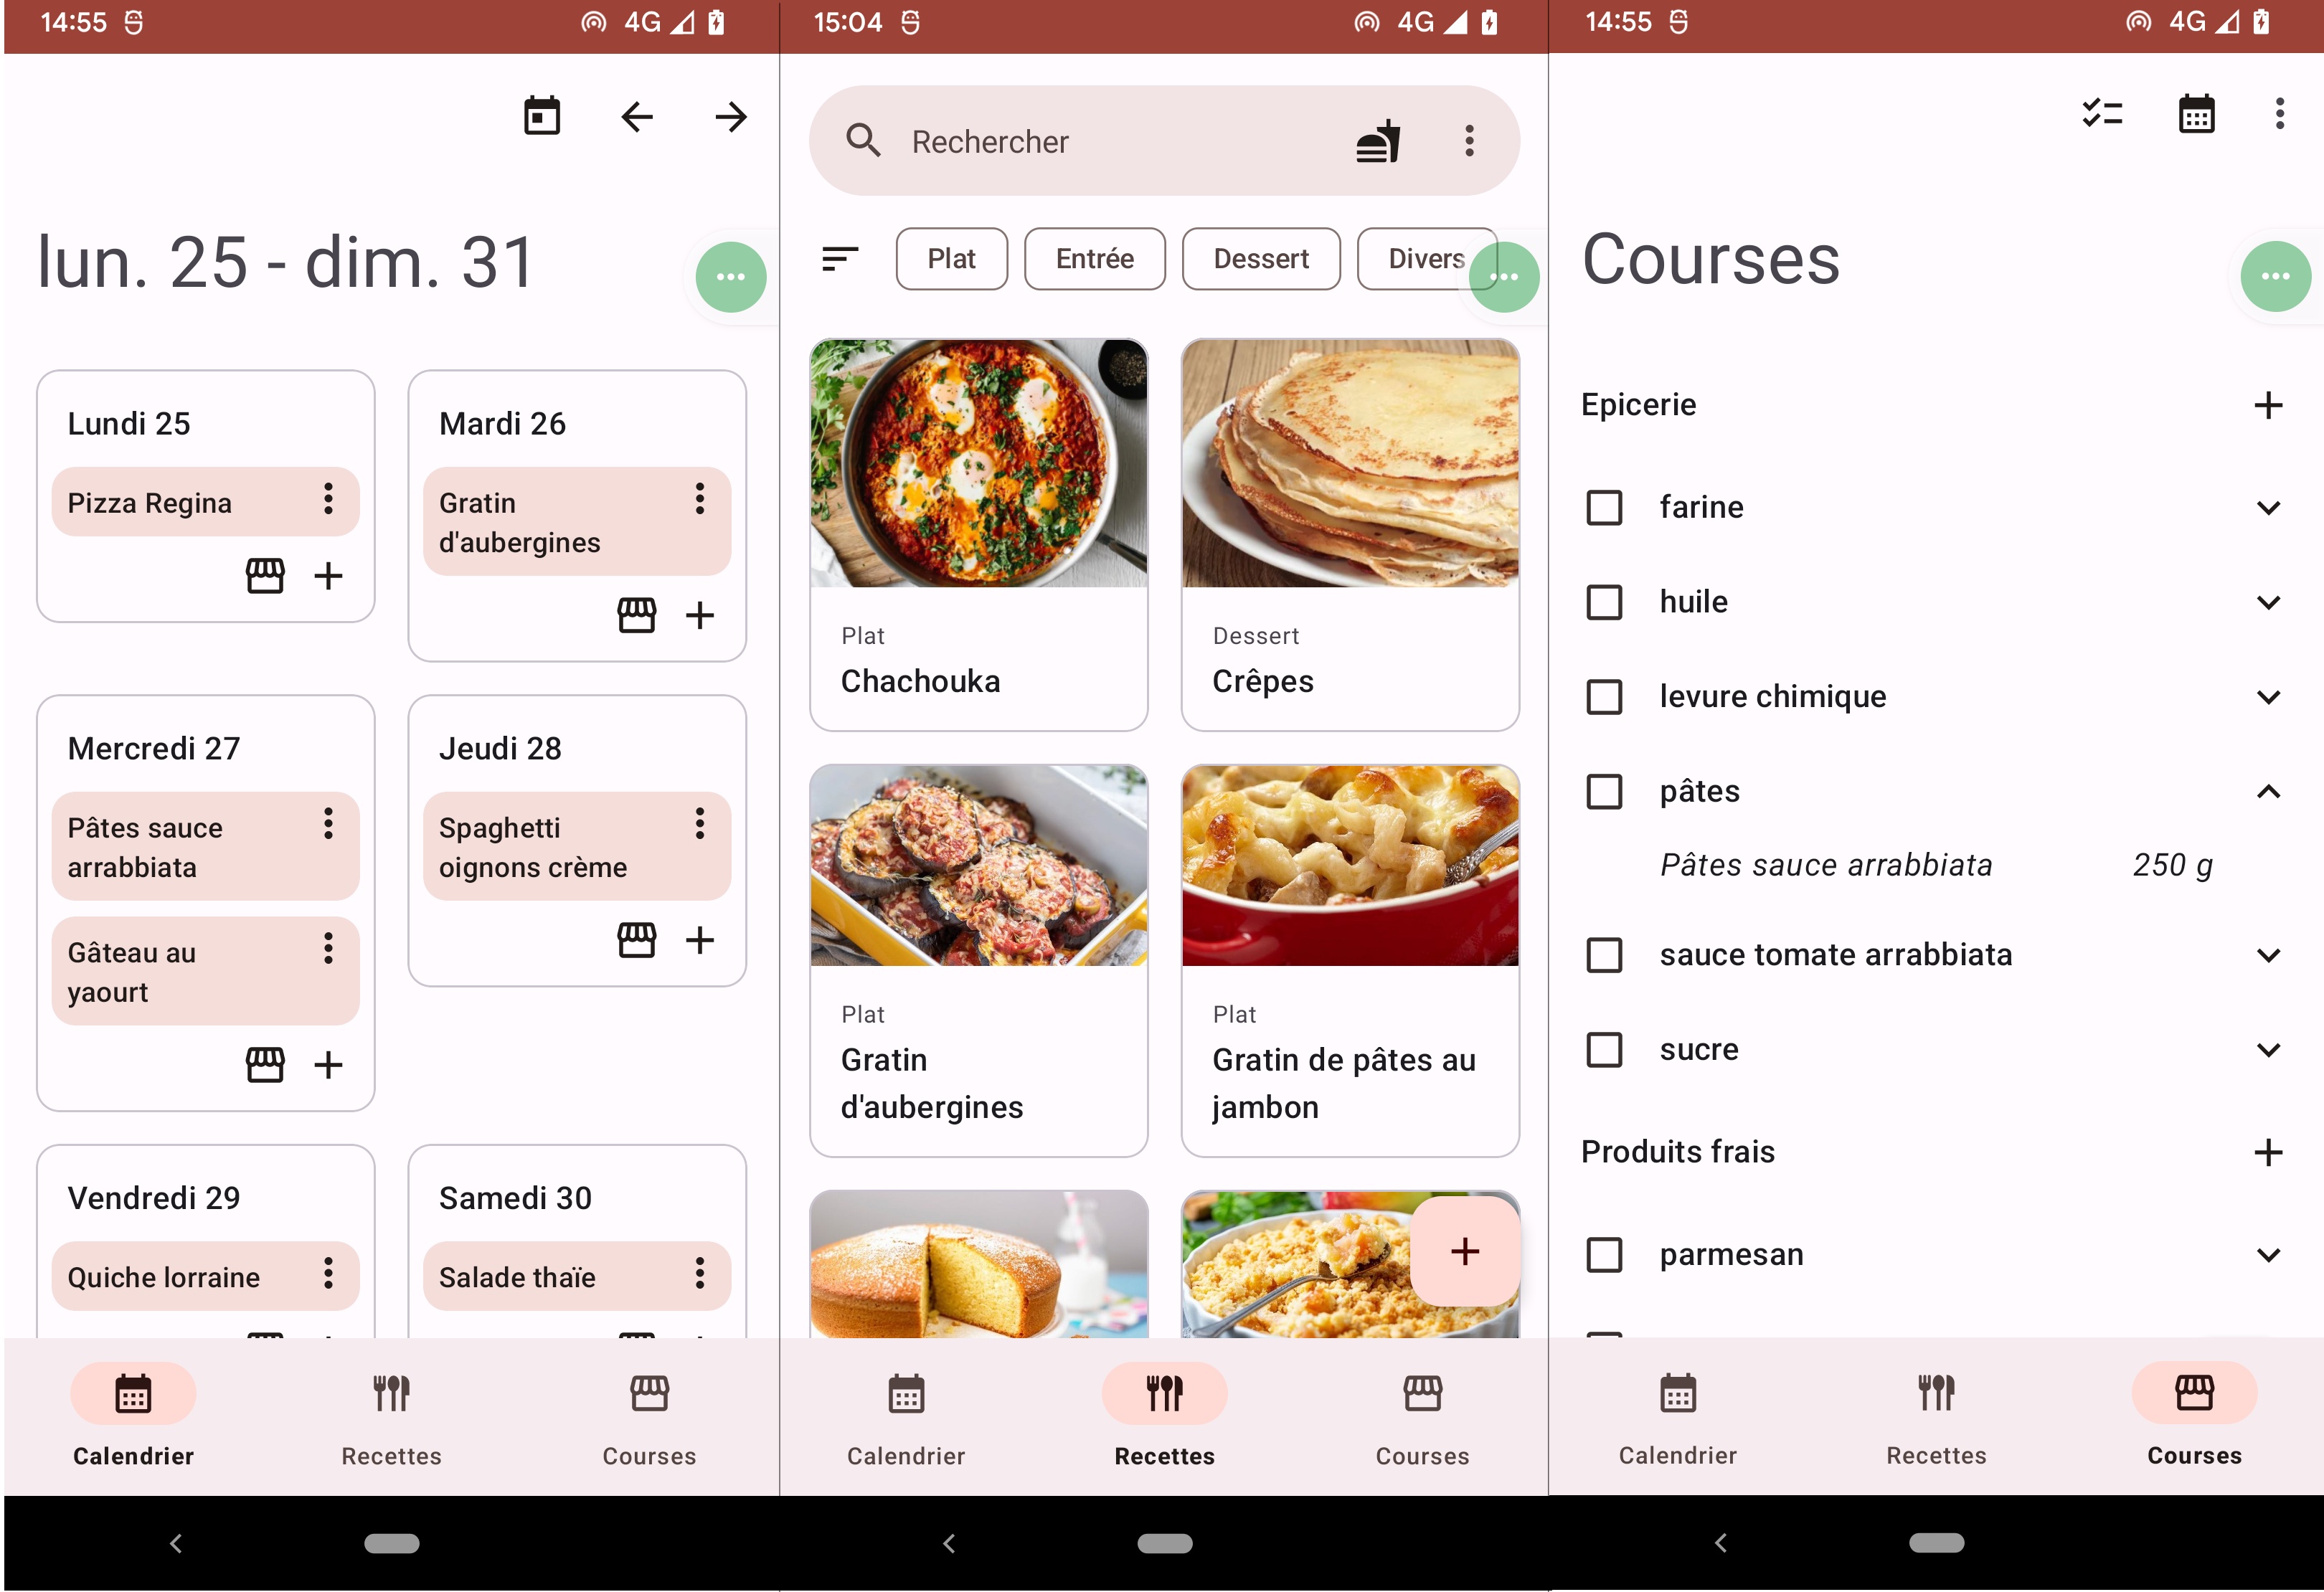 14:55
4G
lun. 25 - dim. 31
Lundi 25
Pizza Regina
Mardi 26
Gratin
d'aubergines
Mercredi 27
Pâtes sauce
arrabbiata
Gâteau au
yaourt
Jeudi 28
Spaghetti
oignons crème
Vendredi 29
Quiche lorraine
Samedi 30
Salade thaïe
Calendrier
Recettes
Courses
15:04
4G
Rechercher
Plat
Entrée
Dessert
Divers
Plat
Chachouka
Dessert
Crêpes
Plat
Gratin
d'aubergines
Plat
Gratin de pâtes au
jambon
Calendrier
Recettes
Courses
14:55
4G
Courses
Epicerie
farine
huile
levure chimique
pâtes
Pâtes sauce arrabbiata 250 g
sauce tomate arrabbiata
sucre
Produits frais
parmesan
Calendrier
Recettes
Courses